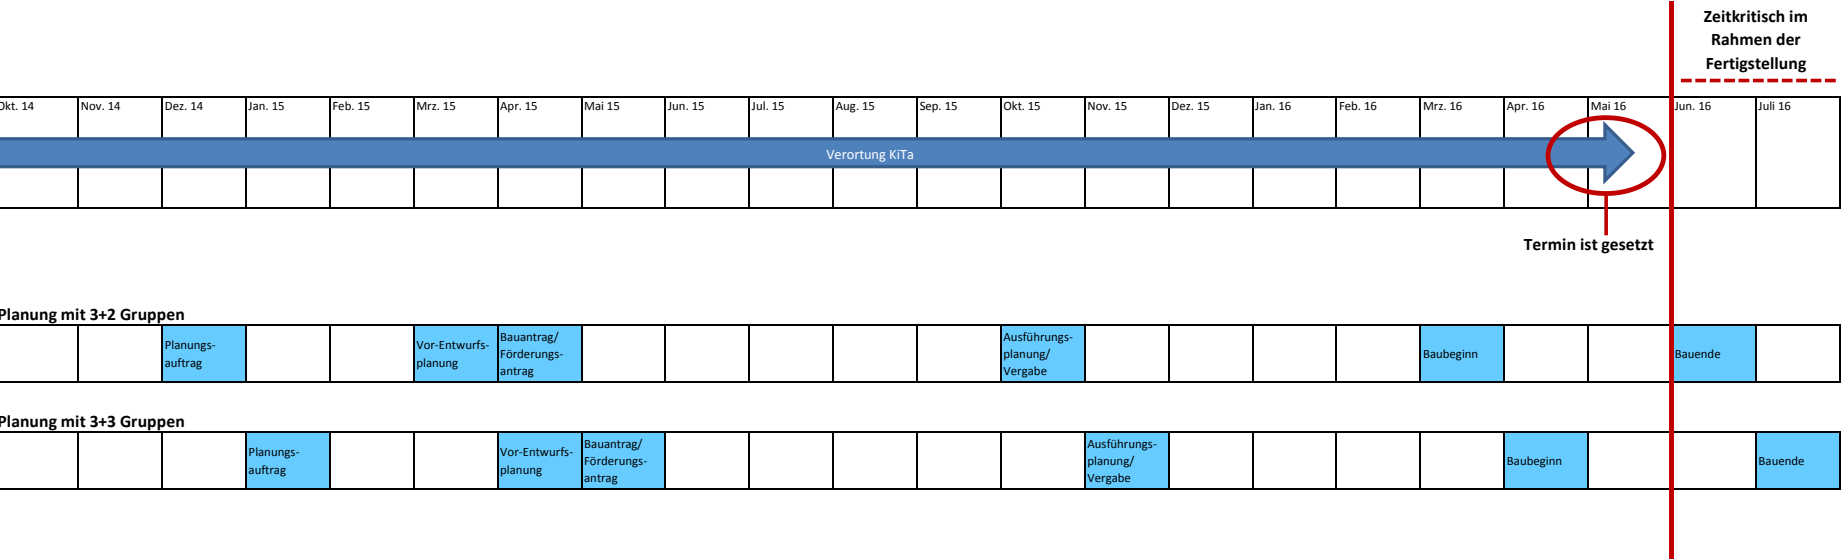 Zeitkritisch im
Rahmen der
Fertigstellung
Okt. 14 Nov. 14 Dez. 14 Jan. 15 Feb. 15 Mrz. 15 Apr. 15 Mai 15 Jun. 15 Jul. 15 Aug. 15 Sep. 15 Okt. 15 Nov. 15 Dez. 15 Jan. 16 Feb. 16 Mrz. 16 Apr. 16 Mai 16 Jun. 16 Juli 16
Verortung KiTa
Termin ist gesetzt
Planung mit 3+2 Gruppen
Planungs-
auftrag
Vor-Entwurfs-
planung
Bauantrag/
Förderungs-
antrag
Ausführungs-
planung/
Vergabe
Baubeginn
Bauende
Planung mit 3+3 Gruppen
Planungs-
auftrag
Vor-Entwurfs-
planung
Bauantrag/
Förderungs-
antrag
Ausführungs-
planung/
Vergabe
Baubeginn
Bauende